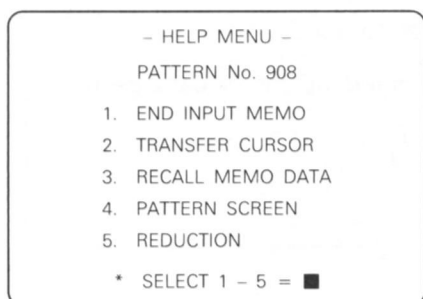 – HELP MENU –
PATTERN No. 908
1. END INPUT MEMO
2. TRANSFER CURSOR
3. RECALL MEMO DATA
4. PATTERN SCREEN
5. REDUCTION
* SELECT 1 – 5 = ■